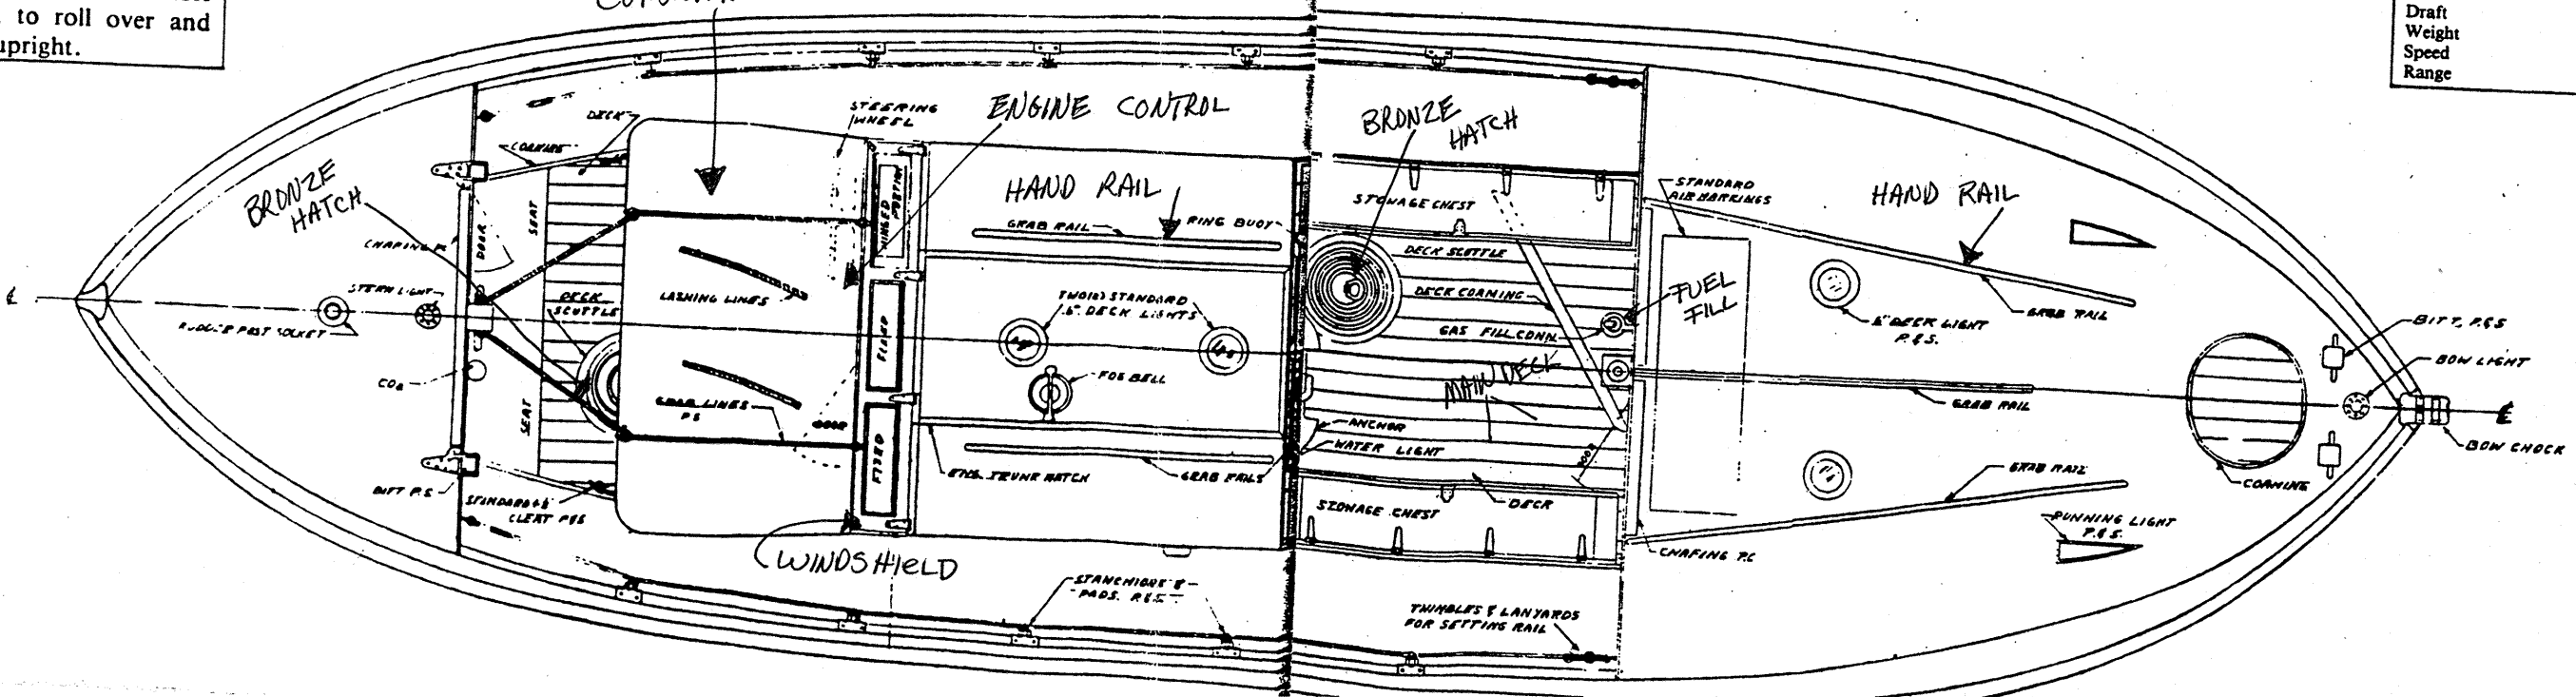 to roll over and
upright.
Draft
Weight
Speed
Range
STEERING
WHEEL
ENGINE CONTROL
BRONZE
HATCH
DECK
COAMING
BRONZE
HATCH
HAND RAIL
GRAB RAIL
RING BUOY
STOWAGE CHEST
STANDARD
AIR MARKINGS
HAND RAIL
CHAFING
DOOR
SEAT
HINGED PORTION
DECK SCUTTLE
DECK COAMING
GAS FILL CONN.
FUEL
FILL
STERN LIGHT
RUDDER POST SOCKET
DECK
SCUTTLE
LASHING LINES
TWO (2) STANDARD
6" DECK LIGHTS
FIXED
6" DECK LIGHT
P.&S.
GRAB RAIL
BITT, P.&S
BOW LIGHT
CO2
FOG BELL
MAIN DECK
GRAB RAIL
SEAT
GRAB LINES
DOOR
FIXED
ANCHOR
WATER LIGHT
DOOR
BOW CHOCK
BITT P.S
STANDARD
CLEAT P&S
ENG. TRUNK HATCH
GRAB RAILS
DECK
GRAB RAIL
COAMING
STOWAGE CHEST
RUNNING LIGHT
P.&S.
WINDSHIELD
CHAFING PC
STANCHIONS &
PADS. P.&S.
THIMBLES & LANYARDS
FOR SETTING RAIL